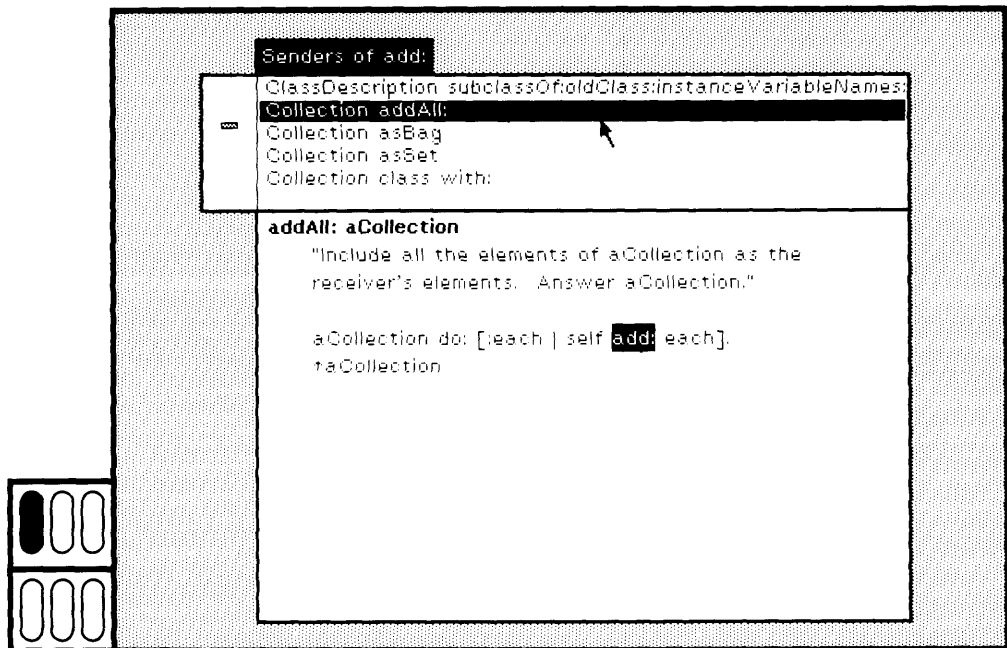 Senders of add:
ClassDescription subclassOf:oldClass:instanceVariableNames:
Collection addAll:
Collection asBag
Collection asSet
Collection class with:
addAll: aCollection
"Include all the elements of aCollection as the
receiver's elements.  Answer aCollection."
aCollection do: [:each | self add: each].
↑aCollection